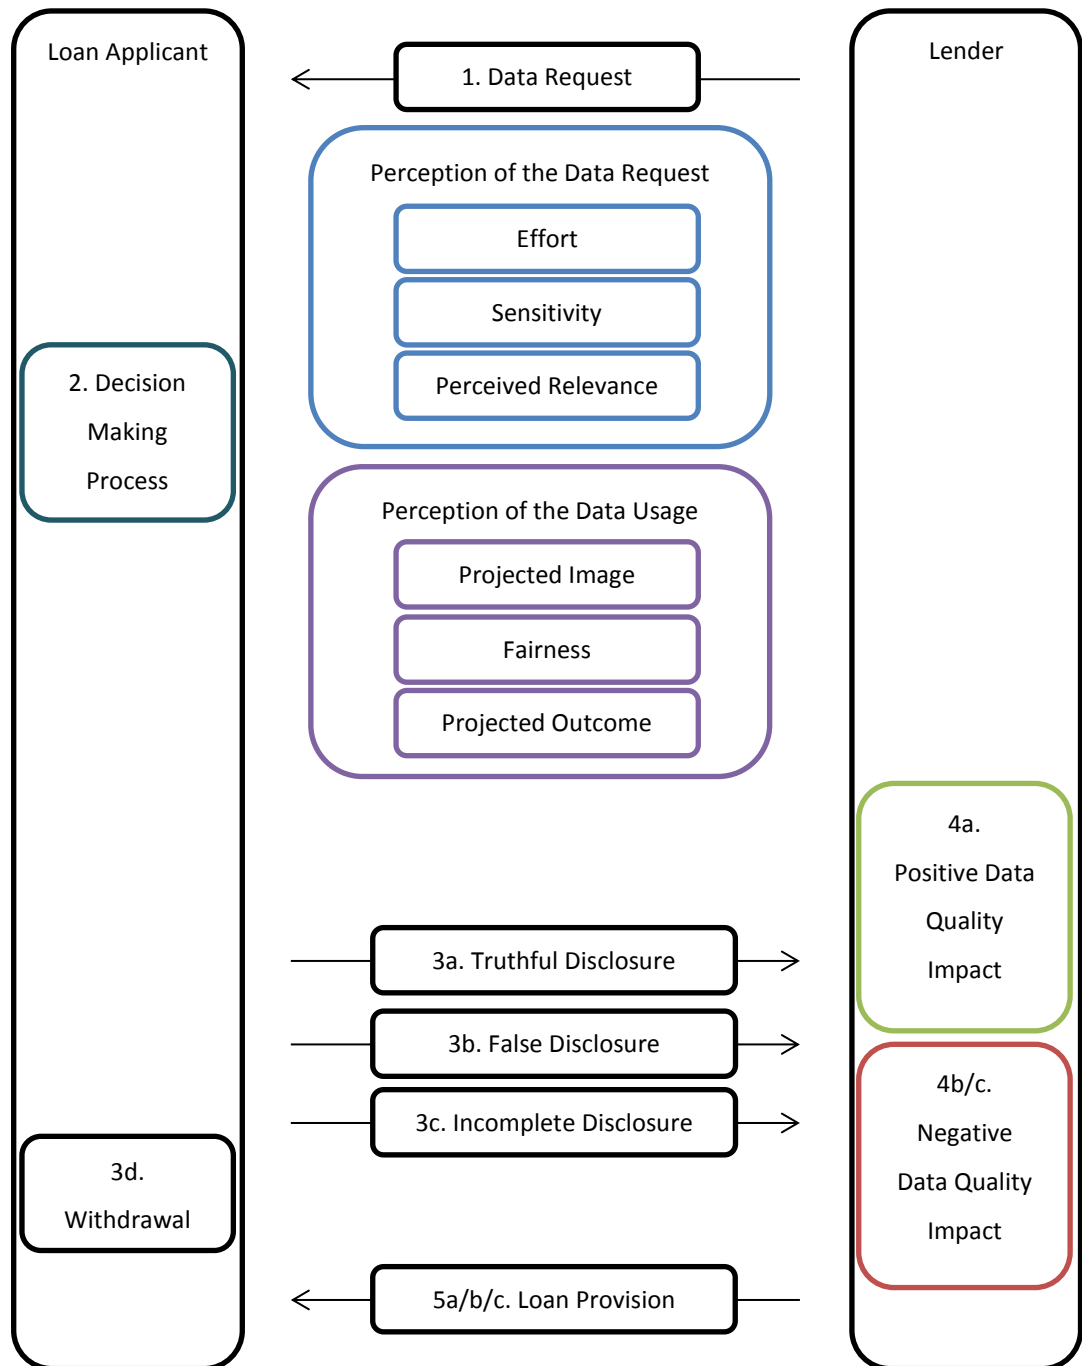 Loan Applicant
Lender
1. Data Request
Perception of the Data Request
Effort
Sensitivity
Perceived Relevance
2. Decision
Making
Process
Perception of the Data Usage
Projected Image
Fairness
Projected Outcome
4a.
Positive Data
Quality
Impact
3a. Truthful Disclosure
3b. False Disclosure
3c. Incomplete Disclosure
4b/c.
Negative
Data Quality
Impact
3d.
Withdrawal
5a/b/c. Loan Provision